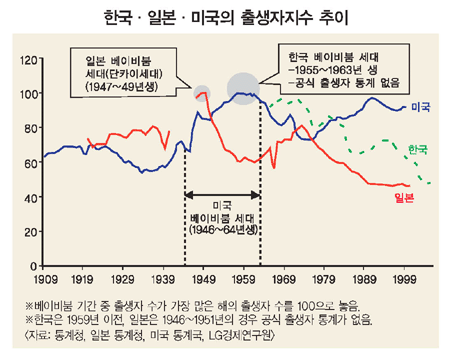 한국 · 일본 · 미국의 출생자지수 추이
일본 베이비붐
세대(단카이세대)
(1947~49년생)
한국 베이비붐 세대
-1955~1963년 생
-공식 출생자 통계 없음
120
100
80
60
40
20
0
미국
한국
일본
미국
베이비붐 세대
(1946~64년생)
1909
1919
1929
1939
1949
1959
1969
1979
1989
1999
※베이비붐 기간 중 출생자 수가 가장 많은 해의 출생자 수를 100으로 놓음.
※한국은 1959년 이전, 일본은 1946~1951년의 경우 공식 출생자 통계가 없음.
<자료: 통계청, 일본 통계청, 미국 통계국, LG경제연구원>